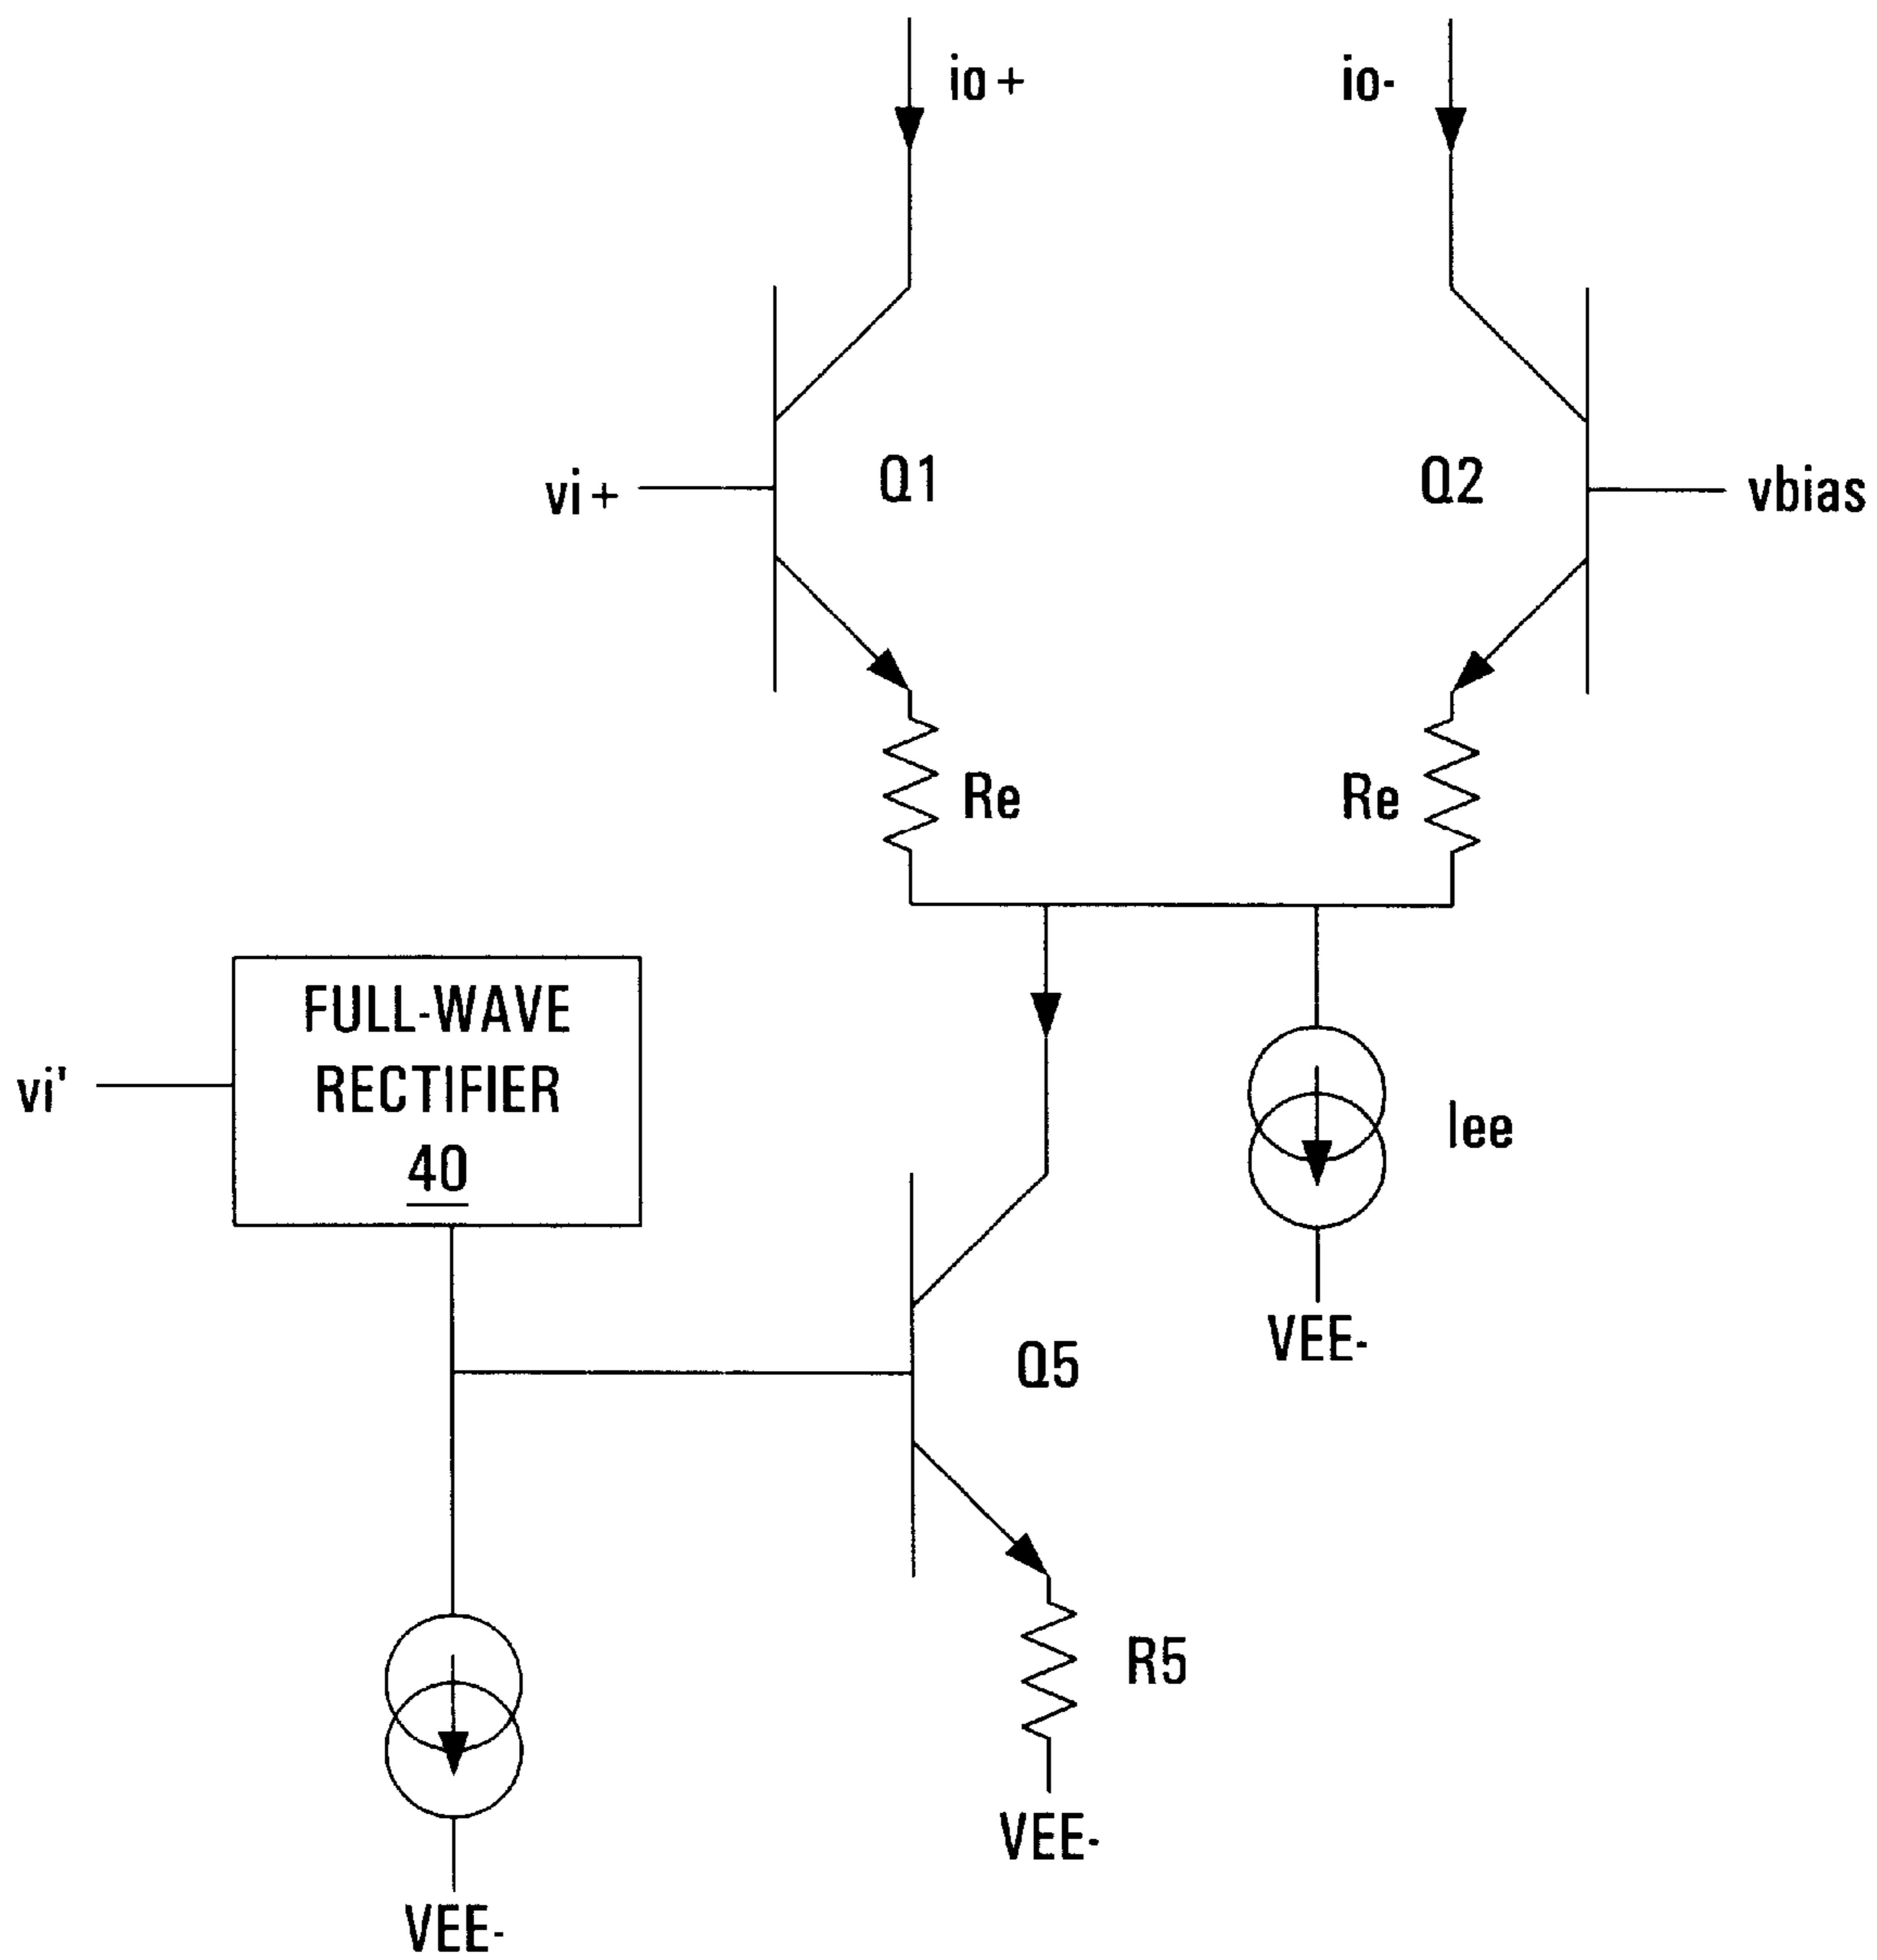 io+
io-
Q1
Q2
vi+
vbias
Re
Re
FULL-WAVE
RECTIFIER
40
vi'
Iee
VEE-
Q5
R5
VEE-
VEE-